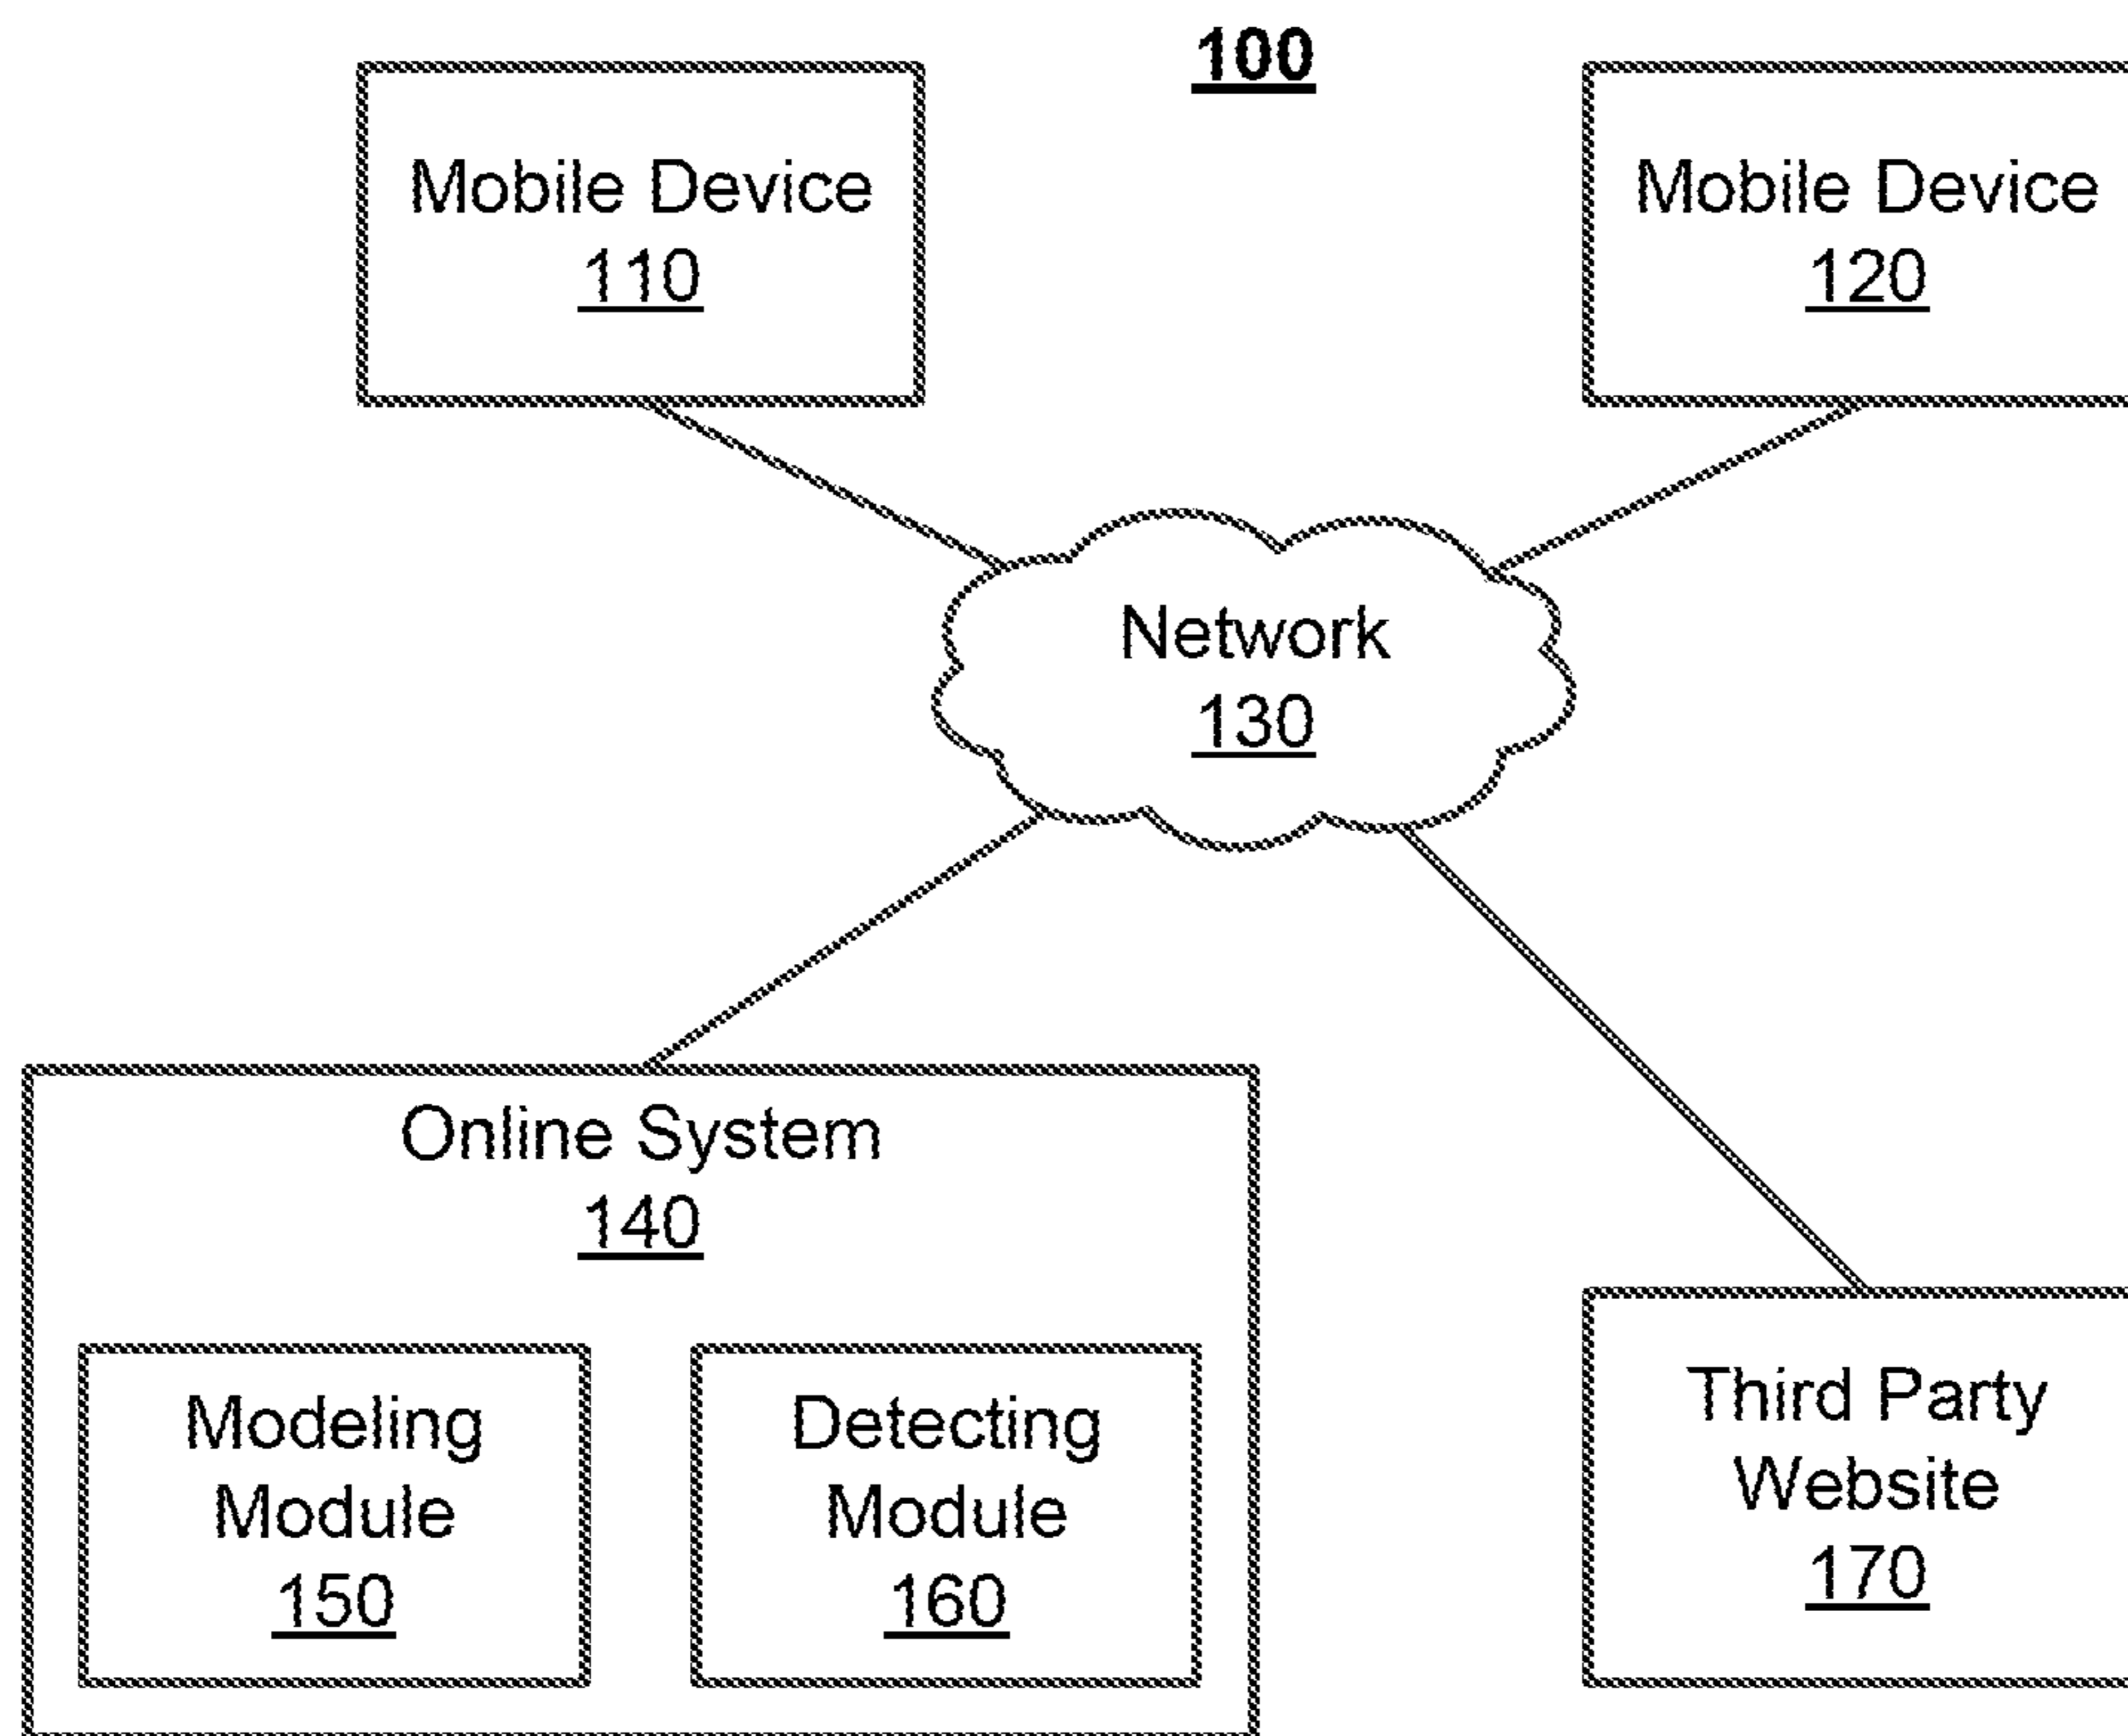 100
Mobile Device
110
Mobile Device
120
Network
130
Online System
140
Modeling
Module
150
Detecting
Module
160
Third Party
Website
170